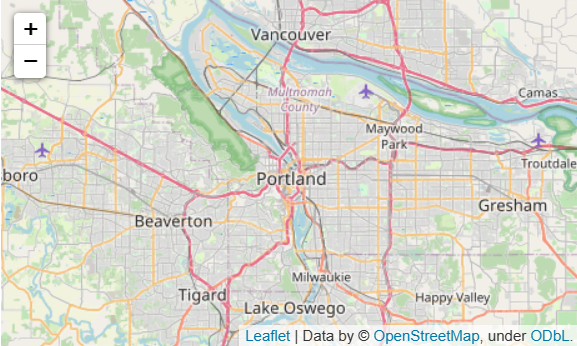 +
−
Vancouver
Camas
Multnomah
County
Maywood
Park
Troutdale
boro
Portland
Gresham
Beaverton
Milwaukie
Tigard
Happy Valley
Lake Oswego
Leaflet | Data by © OpenStreetMap, under ODbL.